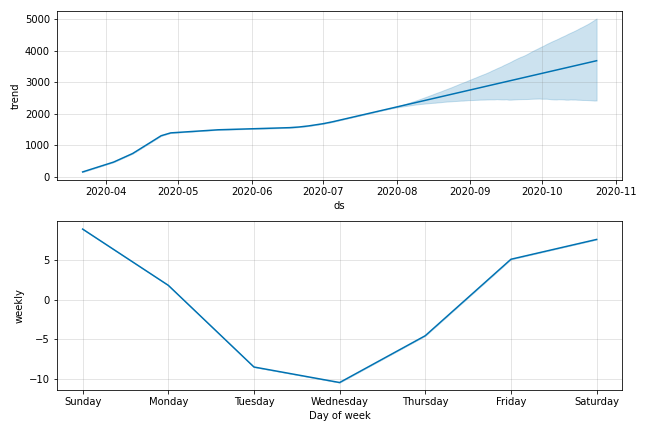 5000
4000
3000
2000
1000
0
trend
2020-04 2020-05 2020-06 2020-07 2020-08 2020-09 2020-10 2020-11
ds
5
0
−5
−10
weekly
Sunday Monday Tuesday Wednesday Thursday Friday Saturday
Day of week